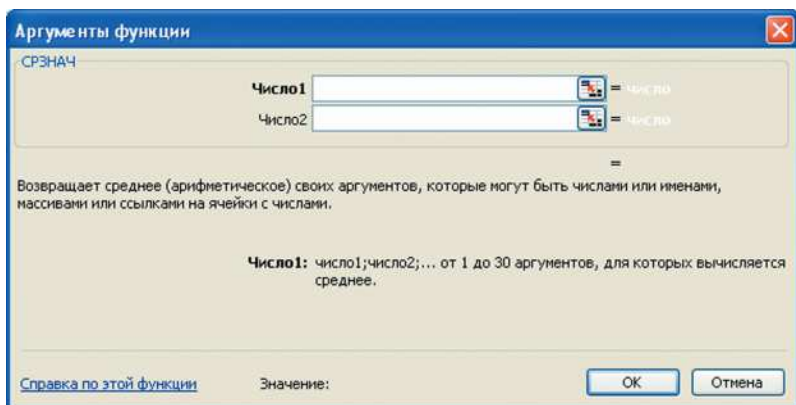 Аргументы функции
СРЗНАЧ
Число1 = число
Число2 = число
=
Возвращает среднее (арифметическое) своих аргументов, которые могут быть числами или именами,
массивами или ссылками на ячейки с числами.
Число1: число1;число2;... от 1 до 30 аргументов, для которых вычисляется
среднее.
Справка по этой функции Значение: ОК Отмена